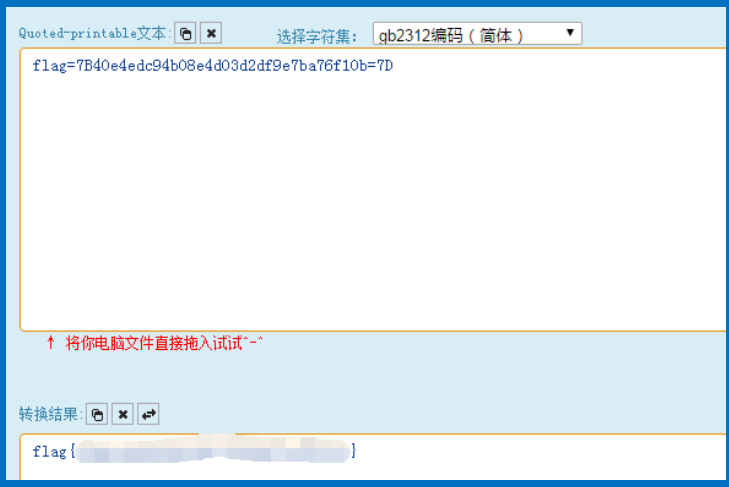 Quoted-printable文本: 选择字符集： gb2312编码（简体）
flag=7B40e4edc94b08e4d03d2df9e7ba76f10b=7D
↑ 将你电脑文件直接拖入试试^-^
转换结果:
flag{ }